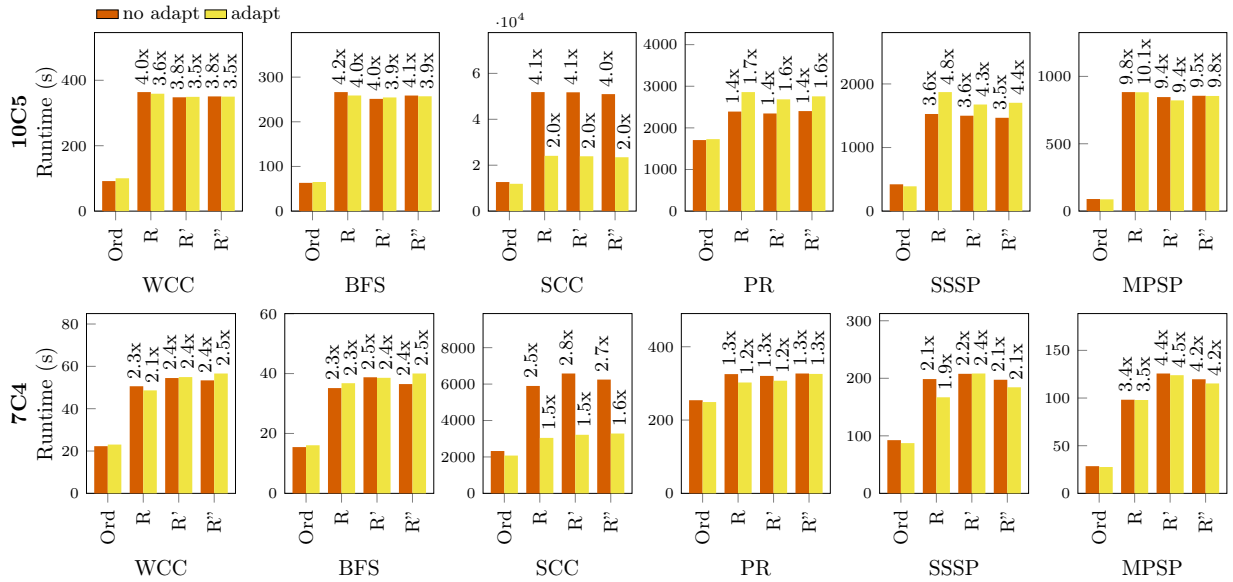 no adapt adapt
10C5
Runtime (s)
0 200 400
4.0x 3.6x 3.8x 3.5x 3.8x 3.5x
Ord R R' R”
WCC
0 100 200 300
4.2x 4.0x 4.0x 3.9x 4.1x 3.9x
Ord R R' R”
BFS
·10⁴
0 2 4 6
4.1x 2.0x 4.1x 2.0x 4.0x 2.0x
Ord R R' R”
SCC
0 1000 2000 3000 4000
1.4x 1.7x 1.4x 1.6x 1.4x 1.6x
Ord R R' R”
PR
0 1000 2000
3.6x 4.8x 3.6x 4.3x 3.5x 4.4x
Ord R R' R”
SSSP
0 500 1000
9.8x 10.1x 9.4x 9.4x 9.5x 9.8x
Ord R R' R”
MPSP
7C4
Runtime (s)
0 20 40 60 80
2.3x 2.1x 2.4x 2.4x 2.4x 2.5x
Ord R R' R”
WCC
0 20 40 60
2.3x 2.3x 2.5x 2.4x 2.4x 2.5x
Ord R R' R”
BFS
0 2000 4000 6000 8000
2.5x 1.5x 2.8x 1.5x 2.7x 1.6x
Ord R R' R”
SCC
0 200 400
1.3x 1.2x 1.3x 1.2x 1.3x 1.3x
Ord R R' R”
PR
0 100 200 300
2.1x 1.9x 2.2x 2.4x 2.1x 2.1x
Ord R R' R”
SSSP
0 50 100 150
3.4x 3.5x 4.4x 4.5x 4.2x 4.2x
Ord R R' R”
MPSP